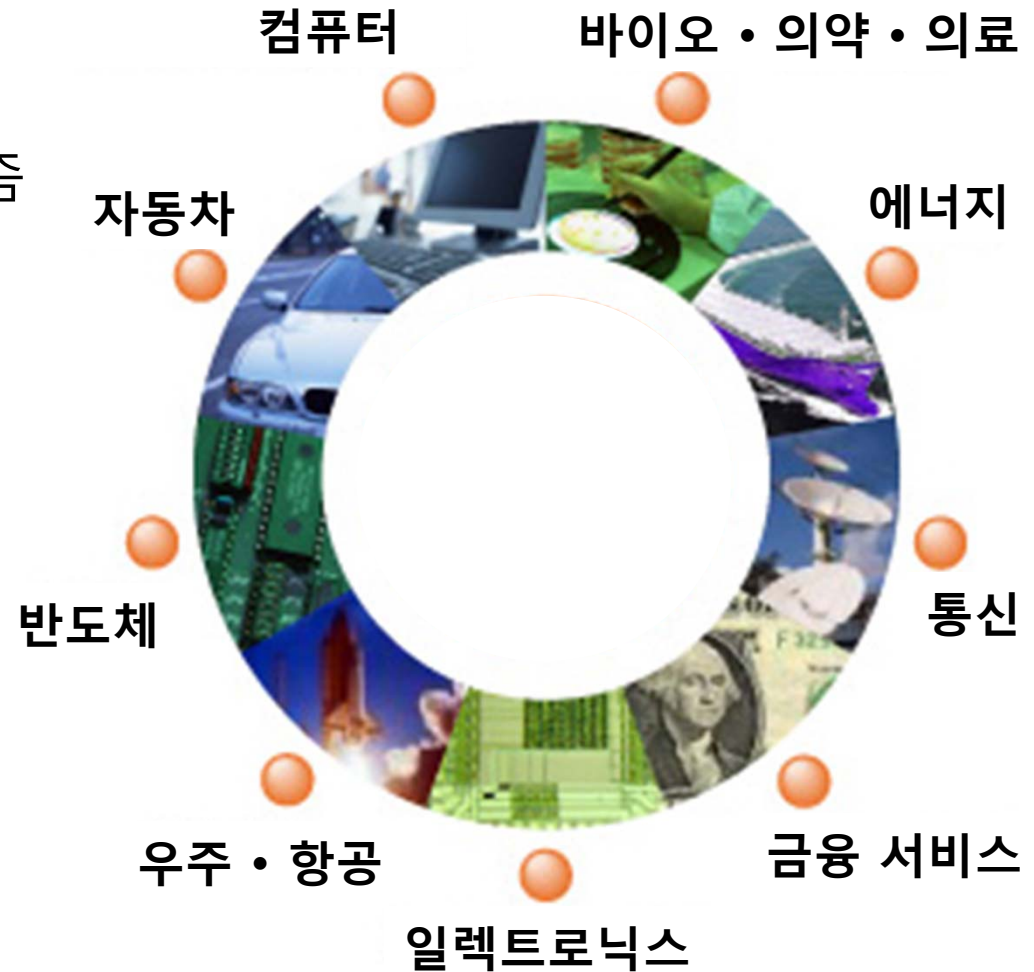 컴퓨터
바이오 • 의약 • 의료
즘
자동차
에너지
반도체
통신
우주 • 항공
금융 서비스
일렉트로닉스